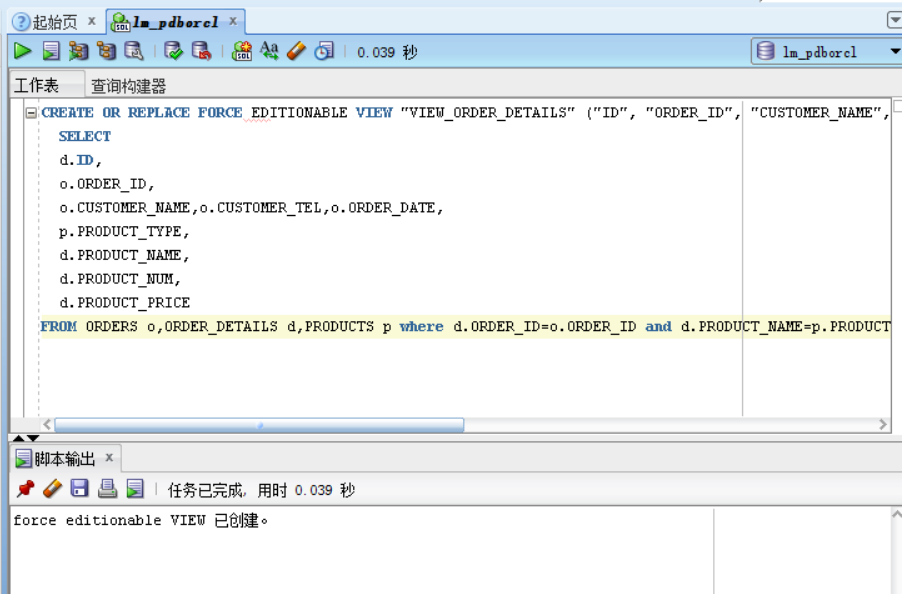 起始页 x lm_pdborcl x
0.039 秒 lm_pdborcl
工作表 查询构建器
CREATE OR REPLACE FORCE EDITIONABLE VIEW "VIEW_ORDER_DETAILS" ("ID", "ORDER_ID", "CUSTOMER_NAME",
SELECT
d.ID,
o.ORDER_ID,
o.CUSTOMER_NAME,o.CUSTOMER_TEL,o.ORDER_DATE,
p.PRODUCT_TYPE,
d.PRODUCT_NAME,
d.PRODUCT_NUM,
d.PRODUCT_PRICE
FROM ORDERS o,ORDER_DETAILS d,PRODUCTS p where d.ORDER_ID=o.ORDER_ID and d.PRODUCT_NAME=p.PRODUCT
脚本输出 x
任务已完成, 用时 0.039 秒
force editionable VIEW 已创建。